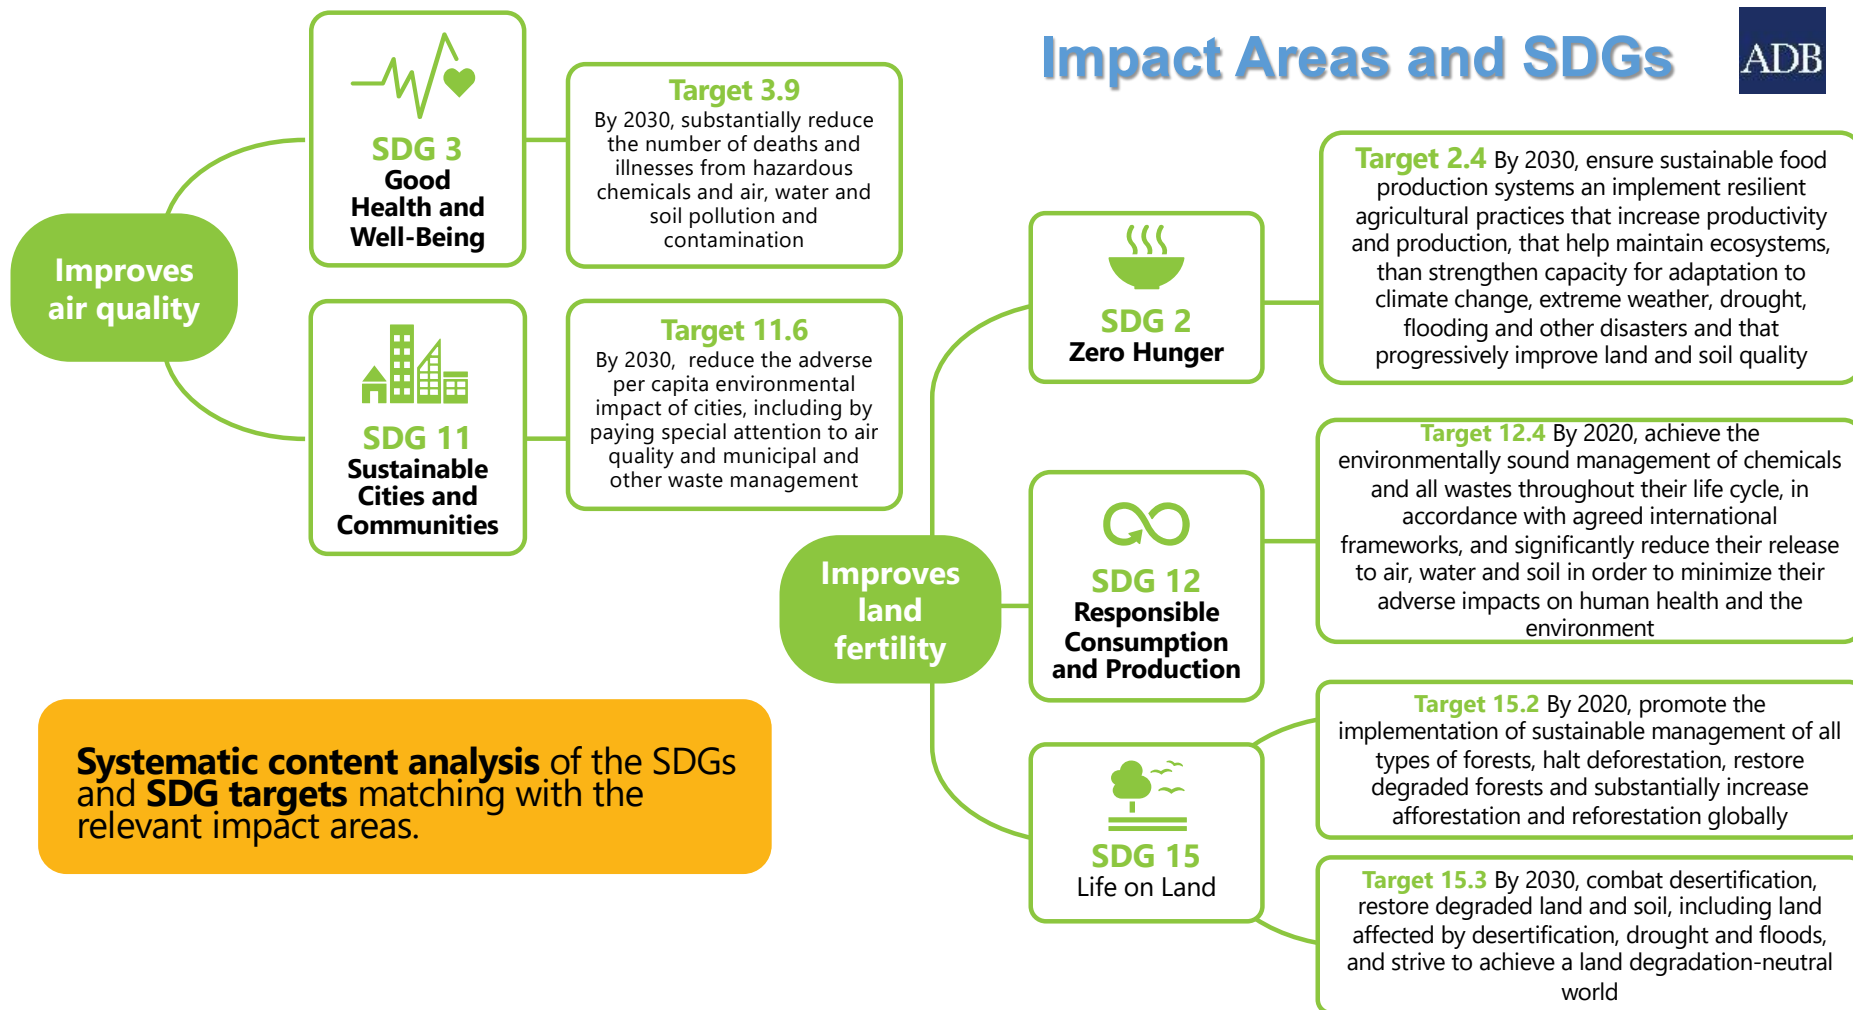 Impact Areas and SDGs
ADB
Improves
air quality
SDG 3
Good
Health and
Well-Being
Target 3.9
By 2030, substantially reduce
the number of deaths and
illnesses from hazardous
chemicals and air, water and
soil pollution and
contamination
SDG 11
Sustainable
Cities and
Communities
Target 11.6
By 2030, reduce the adverse
per capita environmental
impact of cities, including by
paying special attention to air
quality and municipal and
other waste management
Improves
land
fertility
SDG 2
Zero Hunger
Target 2.4 By 2030, ensure sustainable food
production systems an implement resilient
agricultural practices that increase productivity
and production, that help maintain ecosystems,
than strengthen capacity for adaptation to
climate change, extreme weather, drought,
flooding and other disasters and that
progressively improve land and soil quality
SDG 12
Responsible
Consumption
and Production
Target 12.4 By 2020, achieve the
environmentally sound management of chemicals
and all wastes throughout their life cycle, in
accordance with agreed international
frameworks, and significantly reduce their release
to air, water and soil in order to minimize their
adverse impacts on human health and the
environment
SDG 15
Life on Land
Target 15.2 By 2020, promote the
implementation of sustainable management of all
types of forests, halt deforestation, restore
degraded forests and substantially increase
afforestation and reforestation globally
Target 15.3 By 2030, combat desertification,
restore degraded land and soil, including land
affected by desertification, drought and floods,
and strive to achieve a land degradation-neutral
world
Systematic content analysis of the SDGs
and SDG targets matching with the
relevant impact areas.